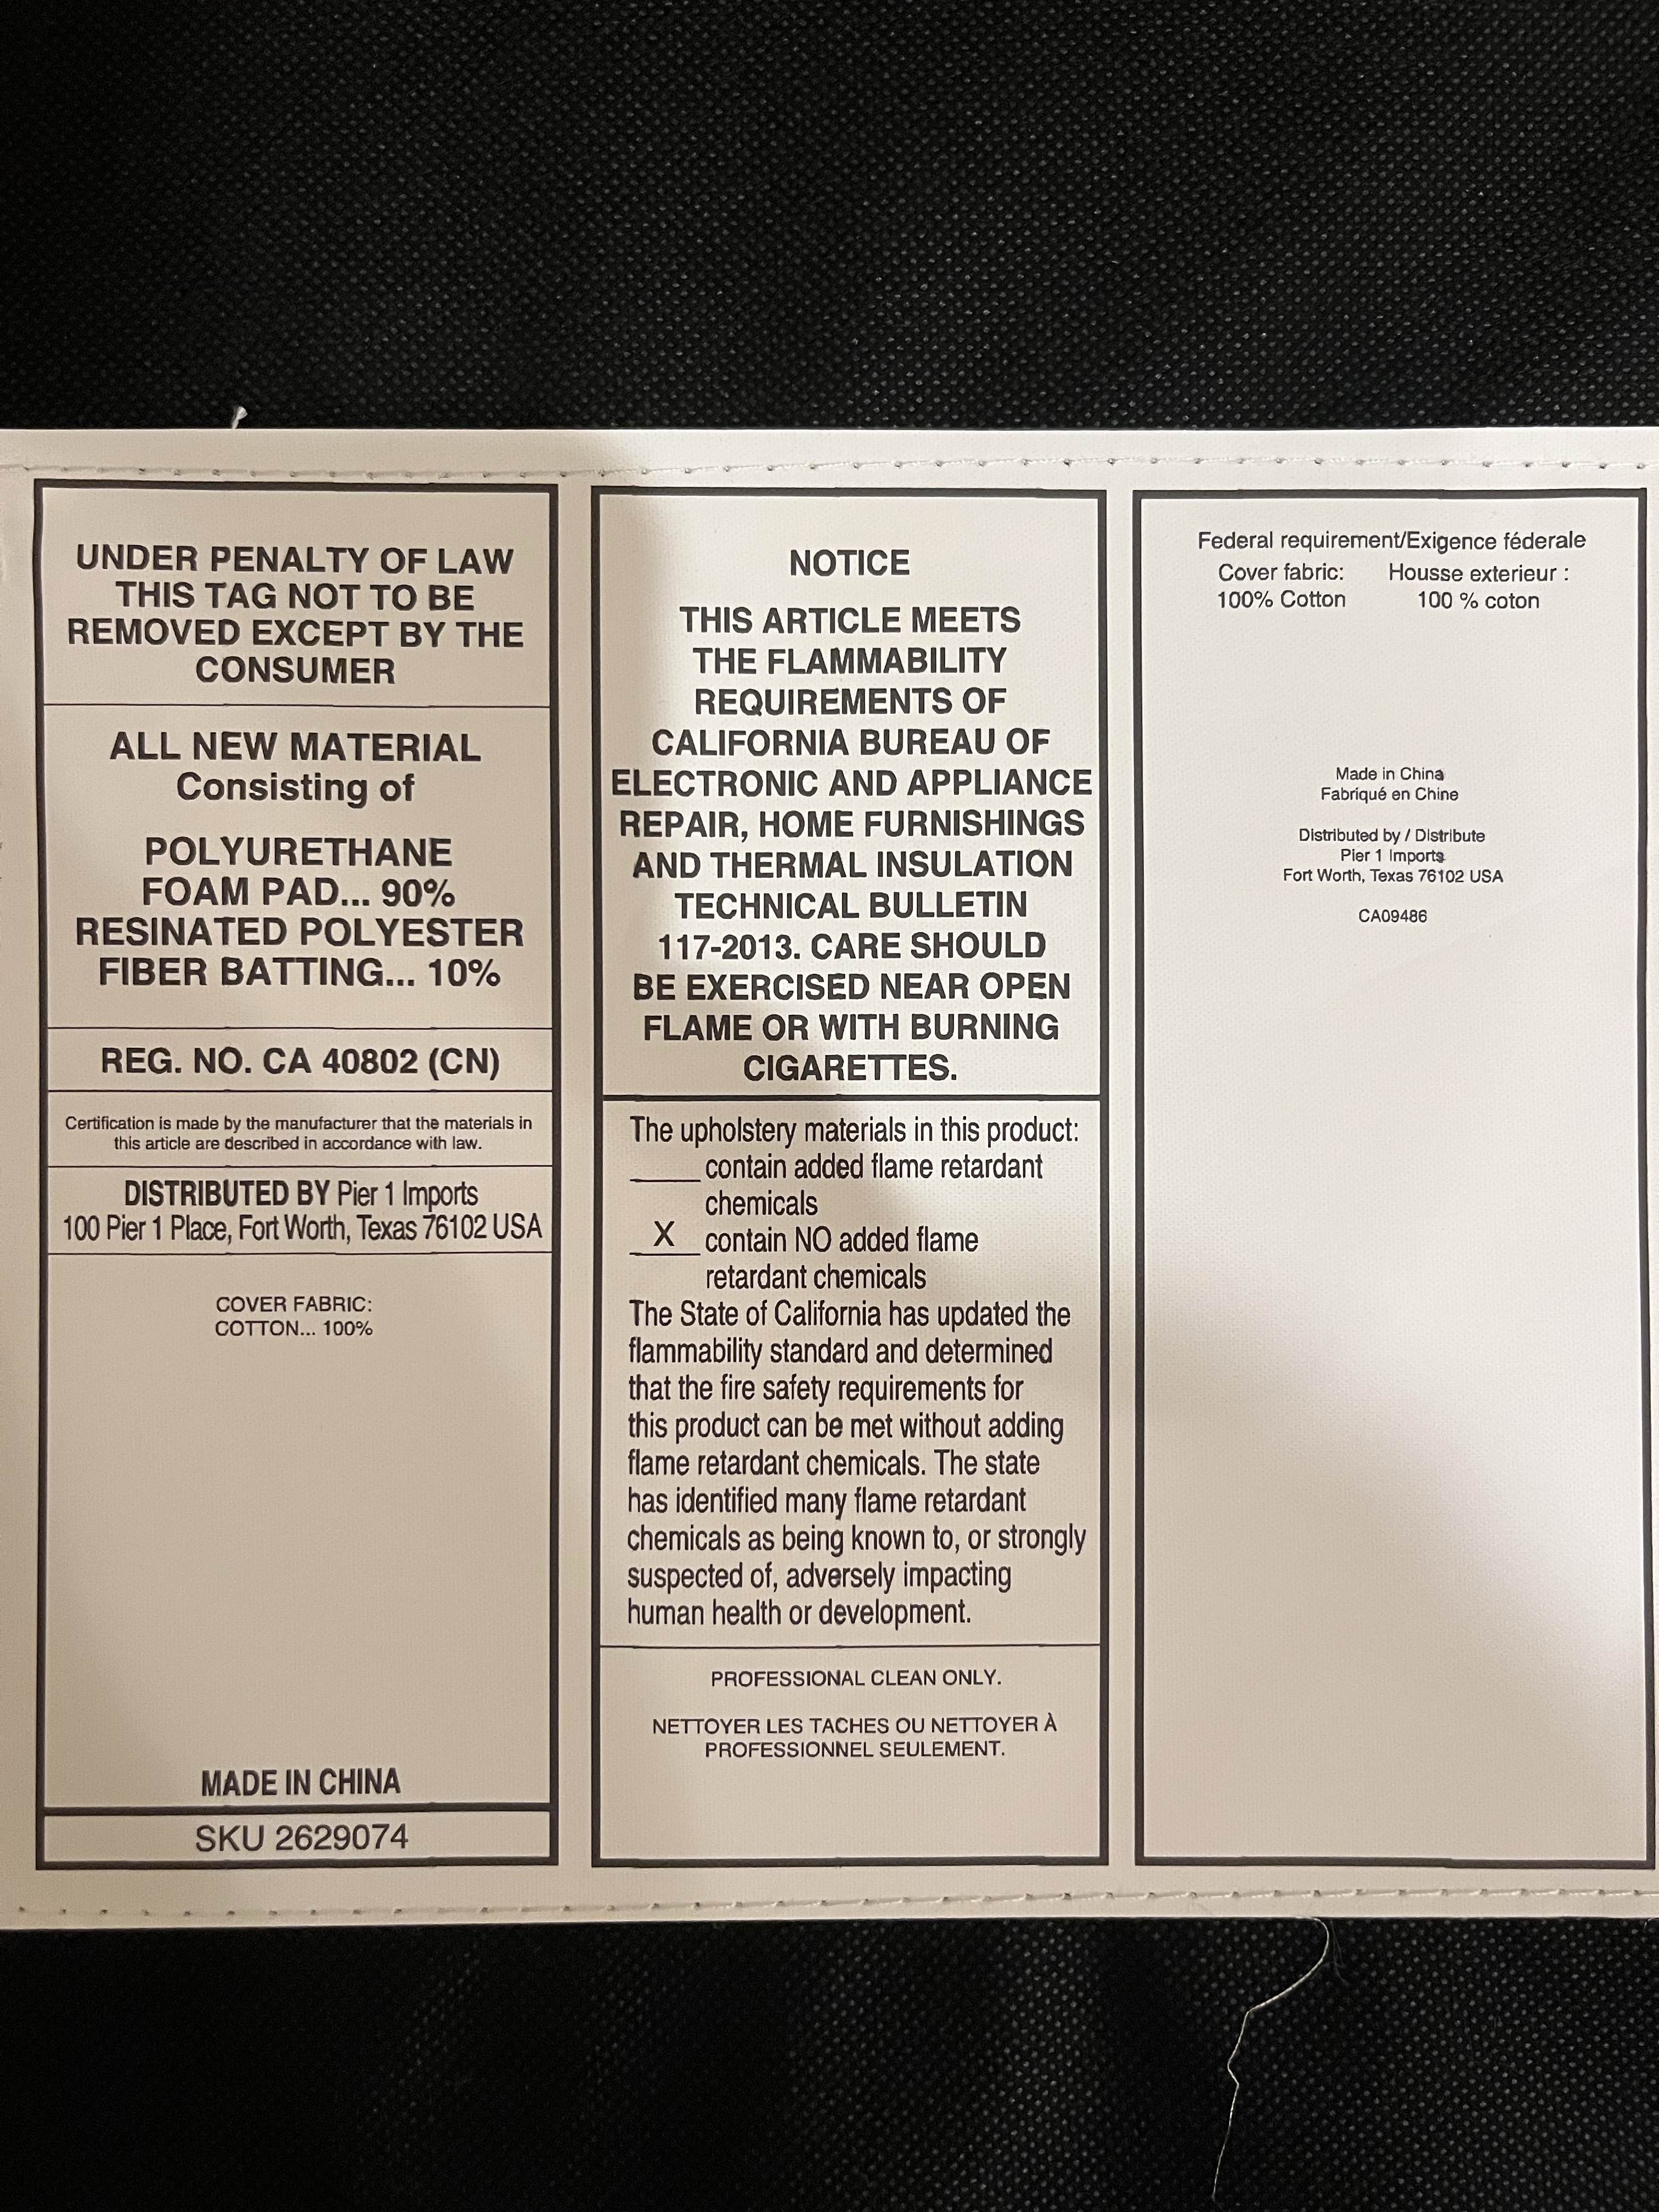 UNDER PENALTY OF LAW
THIS TAG NOT TO BE
REMOVED EXCEPT BY THE
CONSUMER
ALL NEW MATERIAL
Consisting of
POLYURETHANE
FOAM PAD... 90%
RESINATED POLYESTER
FIBER BATTING... 10%
REG. NO. CA 40802 (CN)
Certification is made by the manufacturer that the materials in
this article are described in accordance with law.
DISTRIBUTED BY Pier 1 Imports
100 Pier 1 Place, Fort Worth, Texas 76102 USA
COVER FABRIC:
COTTON... 100%
MADE IN CHINA
SKU 2629074
NOTICE
THIS ARTICLE MEETS
THE FLAMMABILITY
REQUIREMENTS OF
CALIFORNIA BUREAU OF
ELECTRONIC AND APPLIANCE
REPAIR, HOME FURNISHINGS
AND THERMAL INSULATION
TECHNICAL BULLETIN
117-2013. CARE SHOULD
BE EXERCISED NEAR OPEN
FLAME OR WITH BURNING
CIGARETTES.
The upholstery materials in this product:
_____ contain added flame retardant
chemicals
__X__ contain NO added flame
retardant chemicals
The State of California has updated the
flammability standard and determined
that the fire safety requirements for
this product can be met without adding
flame retardant chemicals. The state
has identified many flame retardant
chemicals as being known to, or strongly
suspected of, adversely impacting
human health or development.
PROFESSIONAL CLEAN ONLY.
NETTOYER LES TACHES OU NETTOYER À
PROFESSIONNEL SEULEMENT.
Federal requirement/Exigence féderale
Cover fabric: Housse exterieur :
100% Cotton 100 % coton
Made in China
Fabriqué en Chine
Distributed by / Distribute
Pier 1 Imports
Fort Worth, Texas 76102 USA
CA09486